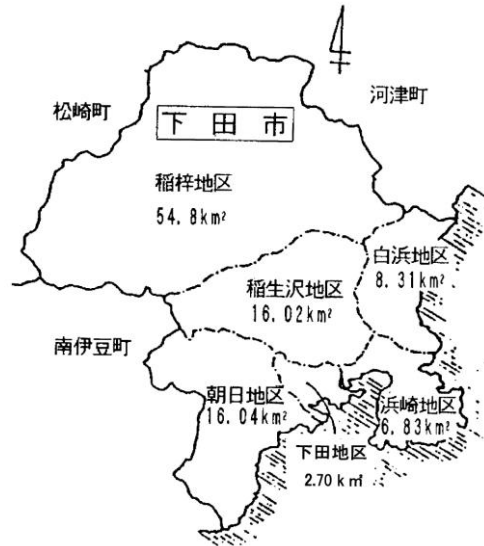 河津町
松崎町
下田市
稲梓地区
54.8km²
白浜地区
8.31km²
稲生沢地区
16.02km²
南伊豆町
朝日地区
16.04km²
浜崎地区
6.83km²
下田地区
2.70km²